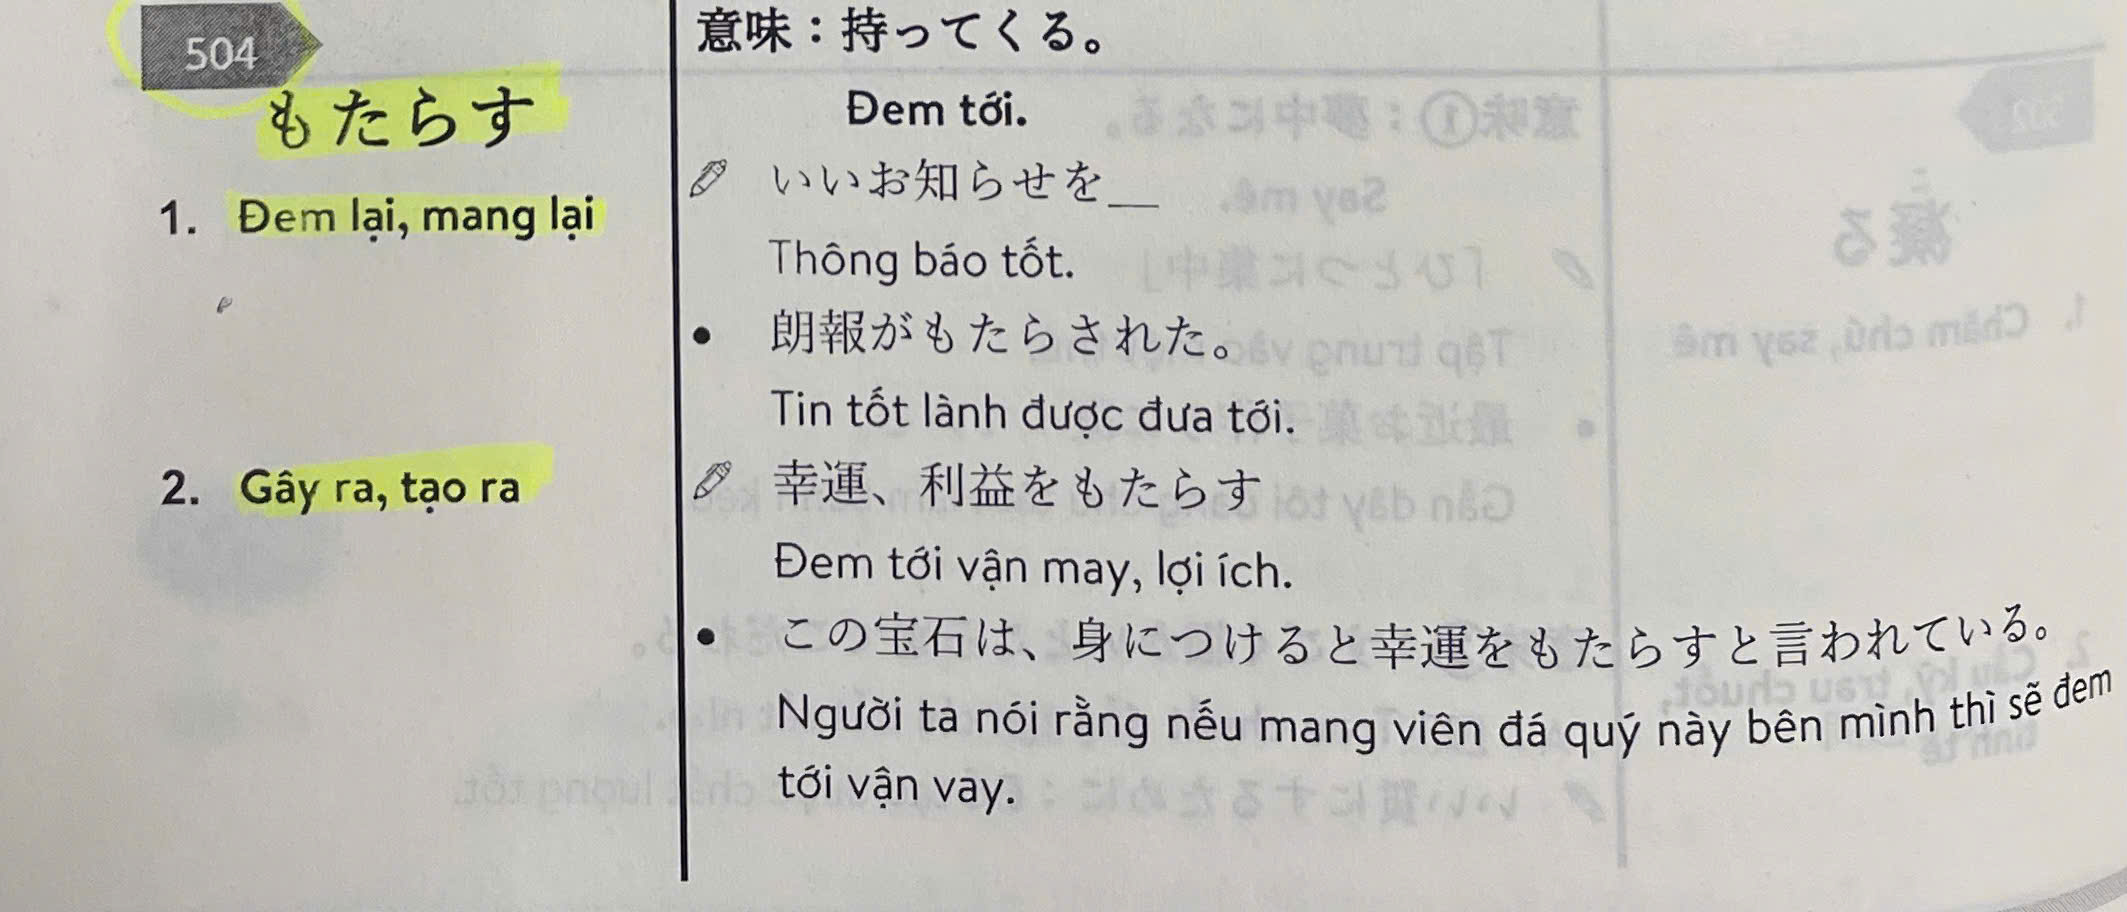 504
もたらす
1. Đem lại, mang lại
2. Gây ra, tạo ra
意味：持ってくる。
Đem tới.
いいお知らせを__
Thông báo tốt.
• 朗報がもたらされた。
Tin tốt lành được đưa tới.
幸運、利益をもたらす
Đem tới vận may, lợi ích.
• この宝石は、身につけると幸運をもたらすと言われている。
Người ta nói rằng nếu mang viên đá quý này bên mình thì sẽ đem
tới vận vay.